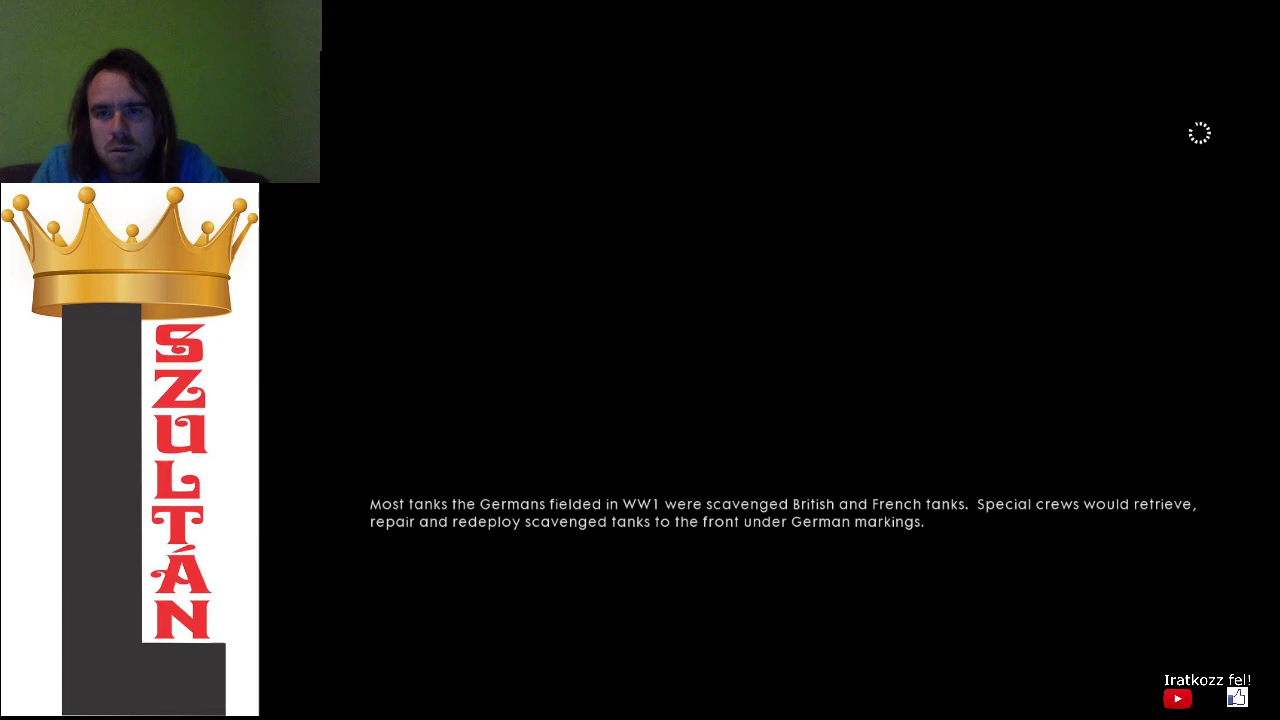 SZULTÁN
Most tanks the Germans fielded in WW1 were scavenged British and French tanks.  Special crews would retrieve,
repair and redeploy scavenged tanks to the front under German markings.
Iratkozz fel!